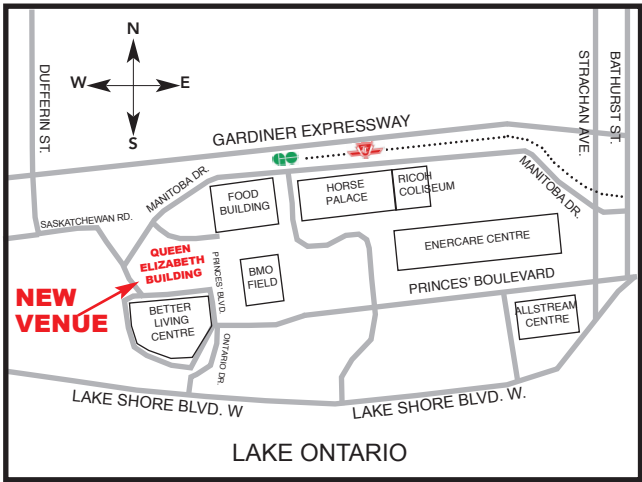 N
W
E
S
DUFFERIN ST.
STRACHAN AVE.
BATHURST ST.
GARDINER EXPRESSWAY
GO
TTC
MANITOBA DR.
FOOD
BUILDING
HORSE
PALACE
RICOH
COLISEUM
MANITOBA DR.
SASKATCHEWAN RD.
QUEEN
ELIZABETH
BUILDING
ENERCARE CENTRE
BMO
FIELD
PRINCES' BLVD.
PRINCES' BOULEVARD
NEW
VENUE
BETTER
LIVING
CENTRE
ALLSTREAM
CENTRE
ONTARIO DR.
LAKE SHORE BLVD. W
LAKE SHORE BLVD. W.
LAKE ONTARIO